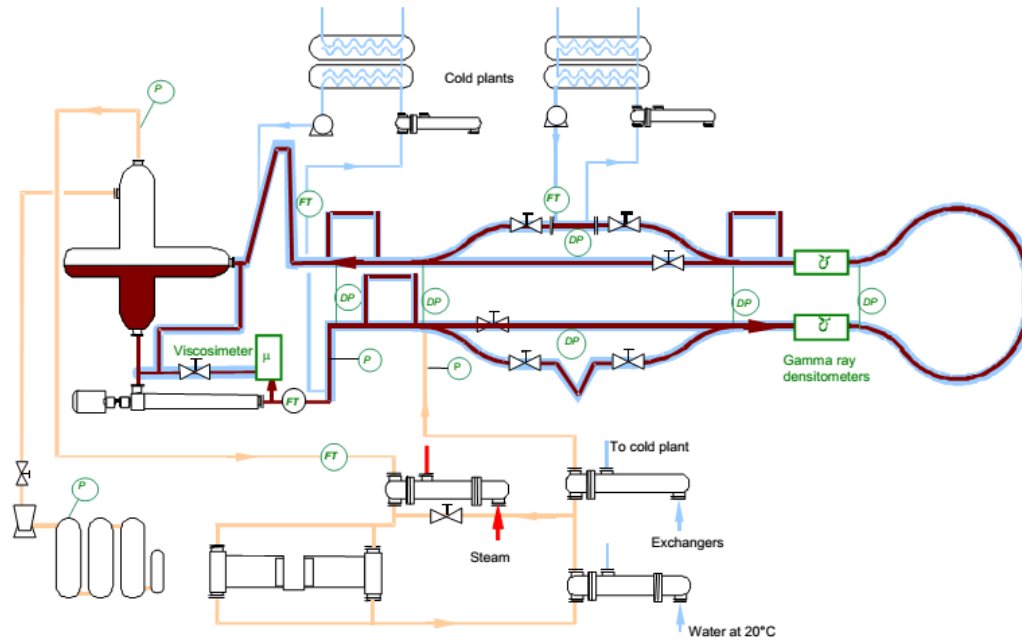 Cold plants
P
FT
FT
DP
DP
DP
DP
DP
Viscosimeter
μ
FT
P
DP
P
Gamma ray
densitometers
To cold plant
FT
P
Steam
Exchangers
Water at 20°C